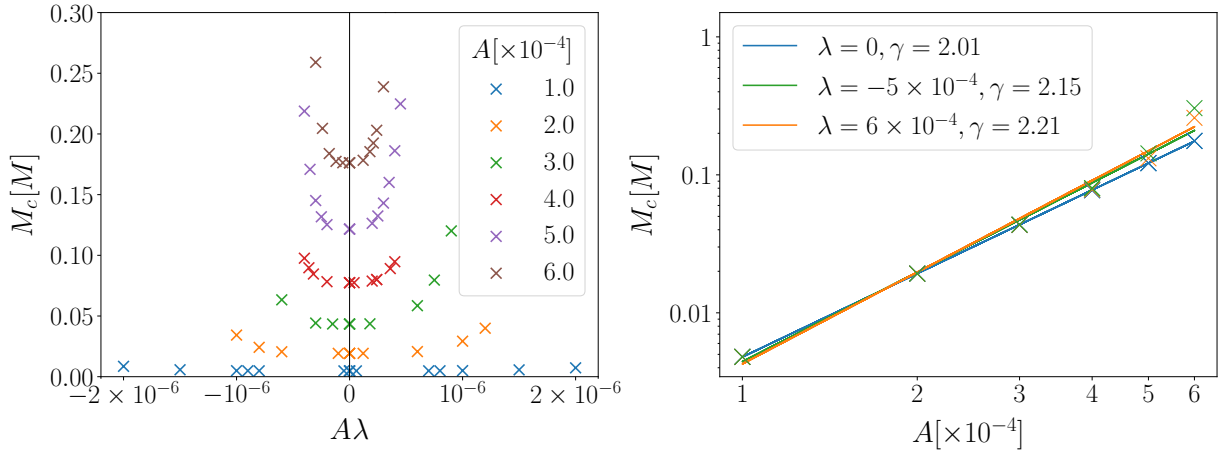 0.30
0.25
0.20
0.15
0.10
0.05
0.00
M_c[M]
−2 × 10^{−6}
−10^{−6}
0
10^{−6}
2 × 10^{−6}
Aλ
A[×10^{−4}]
1.0
2.0
3.0
4.0
5.0
6.0
1
0.1
0.01
M_c[M]
λ = 0, γ = 2.01
λ = −5 × 10^{−4}, γ = 2.15
λ = 6 × 10^{−4}, γ = 2.21
1
2
3
4
5
6
A[×10^{−4}]